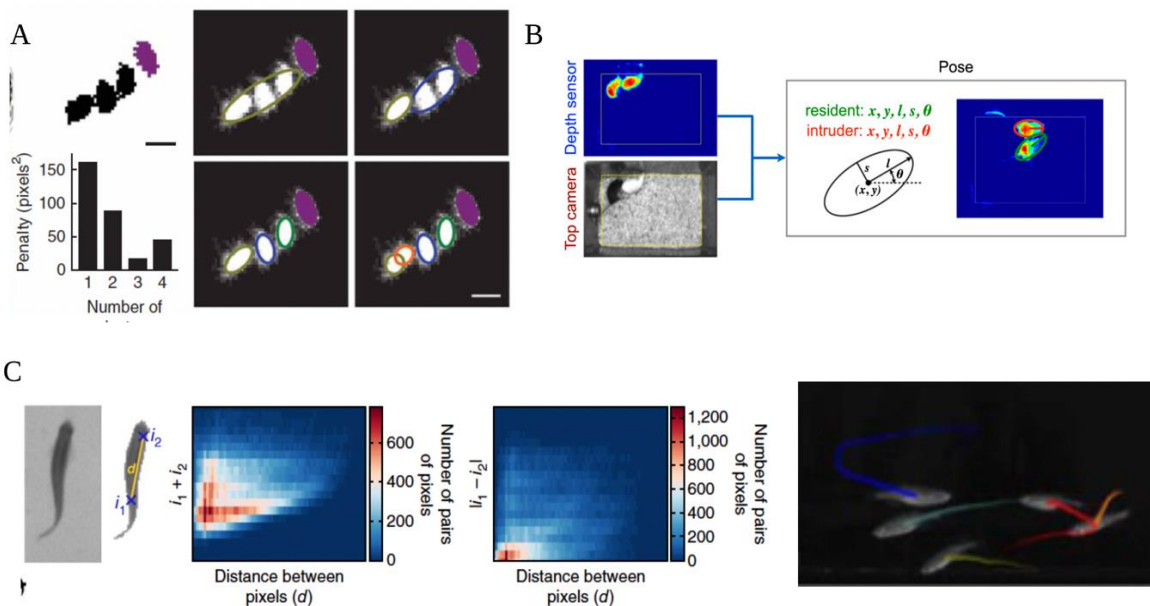 A
Penalty (pixels²)
150
100
50
0
1 2 3 4
Number of
B
Depth sensor
Top camera
Pose
resident: x, y, l, s, θ
intruder: x, y, l, s, θ
s
l
θ
(x, y)
C
i₁
d
i₂
i₁ + i₂
Distance between
pixels (d)
600
400
200
0
Number of pairs
of pixels
|i₁ − i₂|
Distance between
pixels (d)
1,200
1,000
800
600
400
200
0
Number of pairs
of pixels